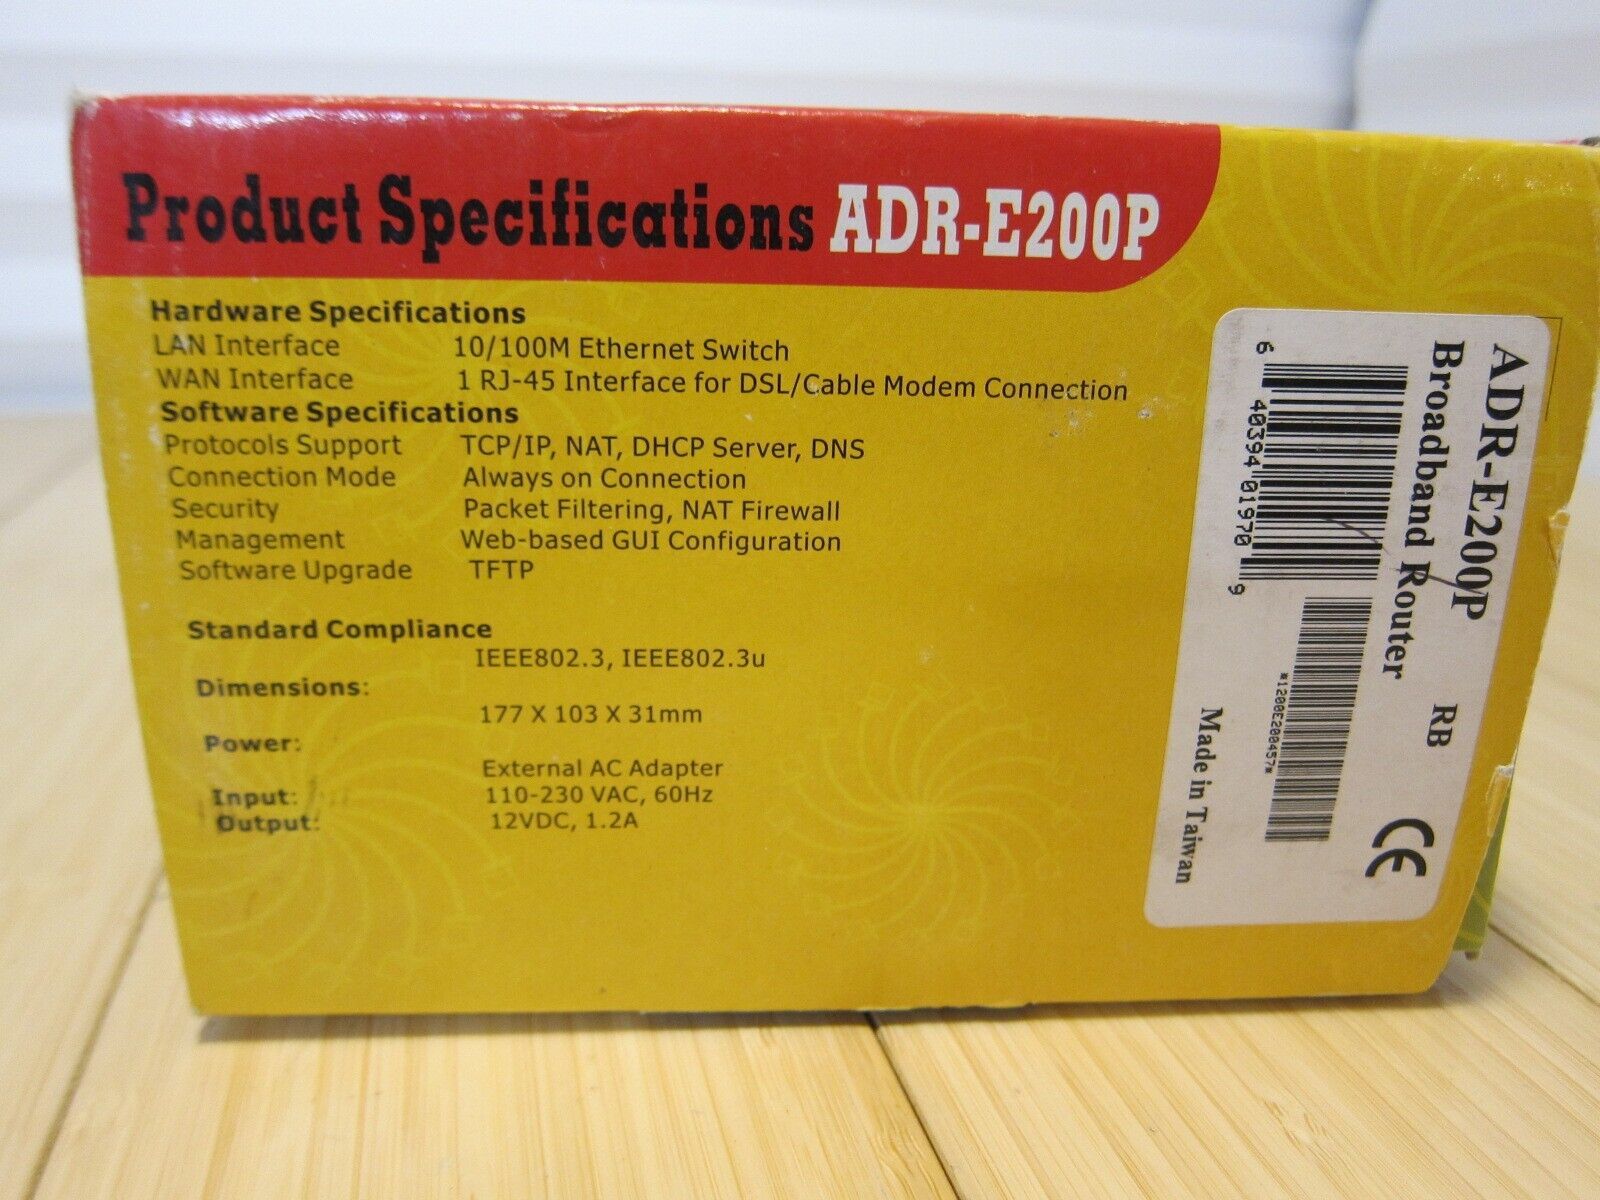 Product Specifications ADR-E200P
Hardware Specifications
LAN Interface 10/100M Ethernet Switch
WAN Interface 1 RJ-45 Interface for DSL/Cable Modem Connection
Software Specifications
Protocols Support TCP/IP, NAT, DHCP Server, DNS
Connection Mode Always on Connection
Security Packet Filtering, NAT Firewall
Management Web-based GUI Configuration
Software Upgrade TFTP
Standard Compliance
IEEE802.3, IEEE802.3u
Dimensions:
177 X 103 X 31mm
Power:
External AC Adapter
Input: 110-230 VAC, 60Hz
Output: 12VDC, 1.2A
ADR-E200P
Broadband Router RB
6 40394 01970 9
*1200E200457*
CE
Made in Taiwan